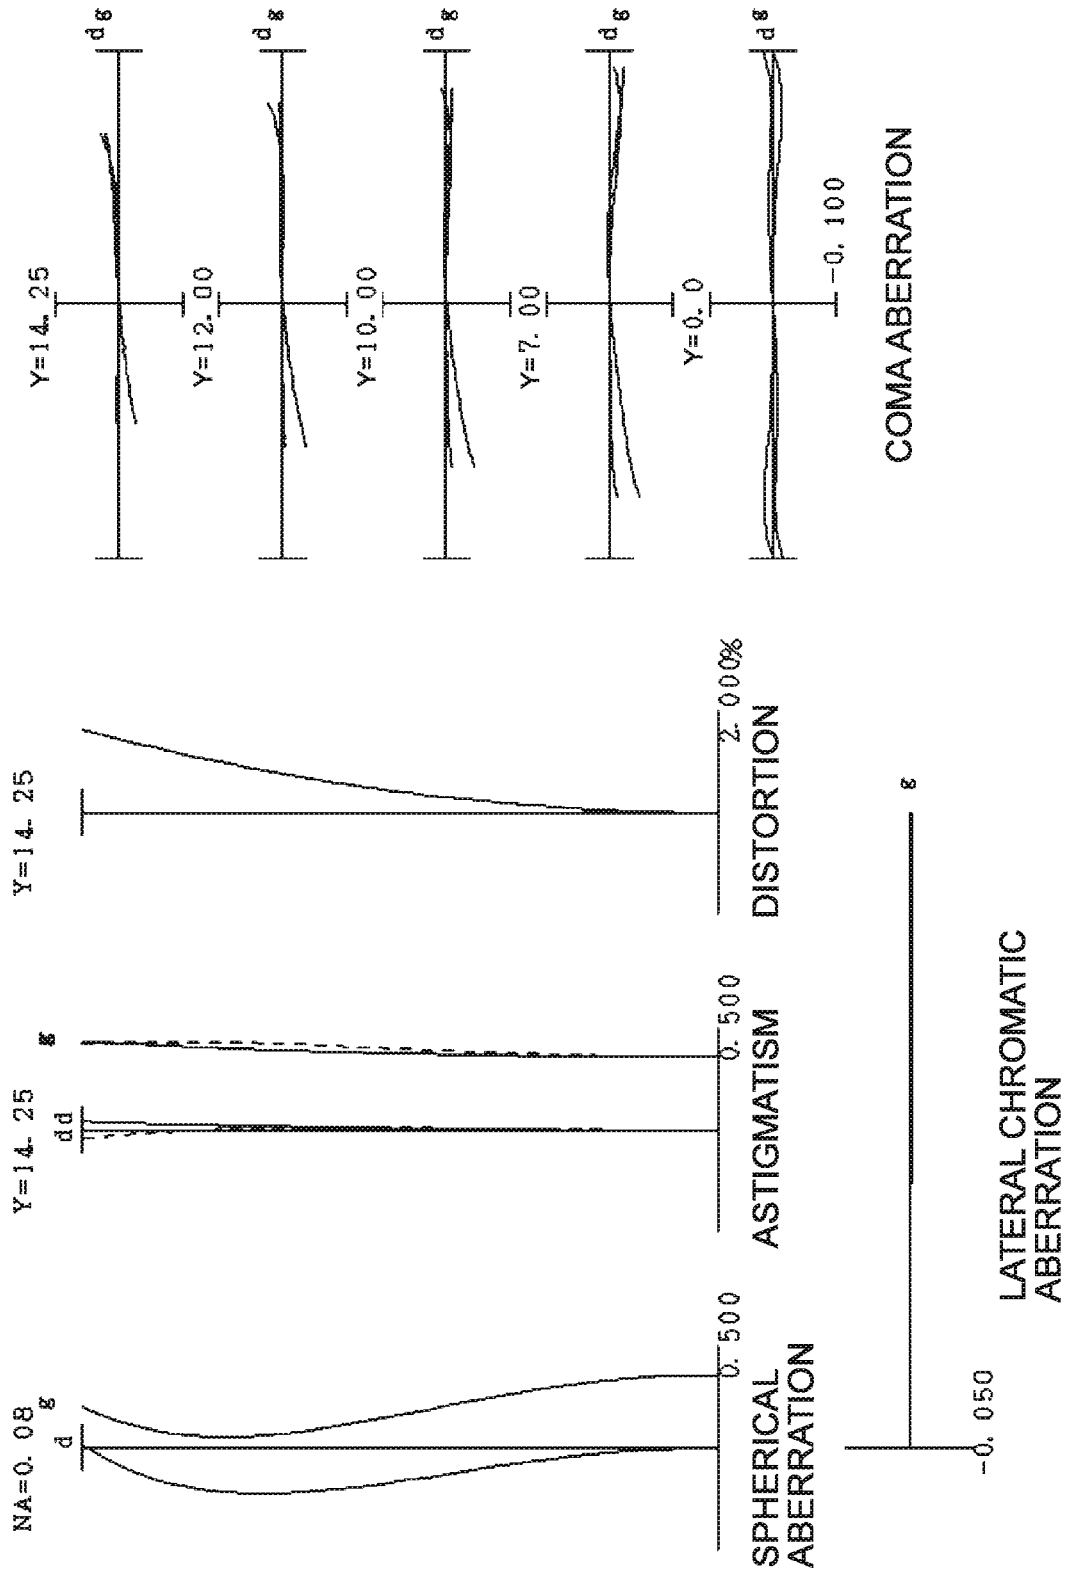 NA=0. 08
d
g
0. 500
SPHERICAL
ABERRATION
Y=14. 25
d d
g
0. 500
ASTIGMATISM
Y=14. 25
2. 000%
DISTORTION
Y=14. 25
d g
Y=12. 00
d g
Y=10. 00
d g
Y=7. 00
d g
Y=0. 0
d g
-0. 100
COMA ABERRATION
g
-0. 050
LATERAL CHROMATIC
ABERRATION